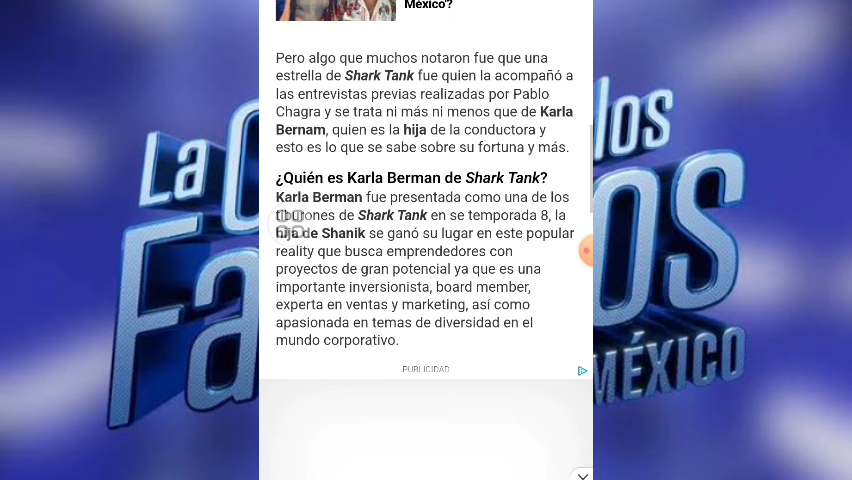 México'?
Pero algo que muchos notaron fue que una
estrella de Shark Tank fue quien la acompañó a
las entrevistas previas realizadas por Pablo
Chagra y se trata ni más ni menos que de Karla
Bernam, quien es la hija de la conductora y
esto es lo que se sabe sobre su fortuna y más.
¿Quién es Karla Berman de Shark Tank?
Karla Berman fue presentada como una de los
tiburones de Shark Tank en se temporada 8, la
hija de Shanik se ganó su lugar en este popular
reality que busca emprendedores con
proyectos de gran potencial ya que es una
importante inversionista, board member,
experta en ventas y marketing, así como
apasionada en temas de diversidad en el
mundo corporativo.
PUBLICIDAD
La C
Fa
los
os
MÉXICO